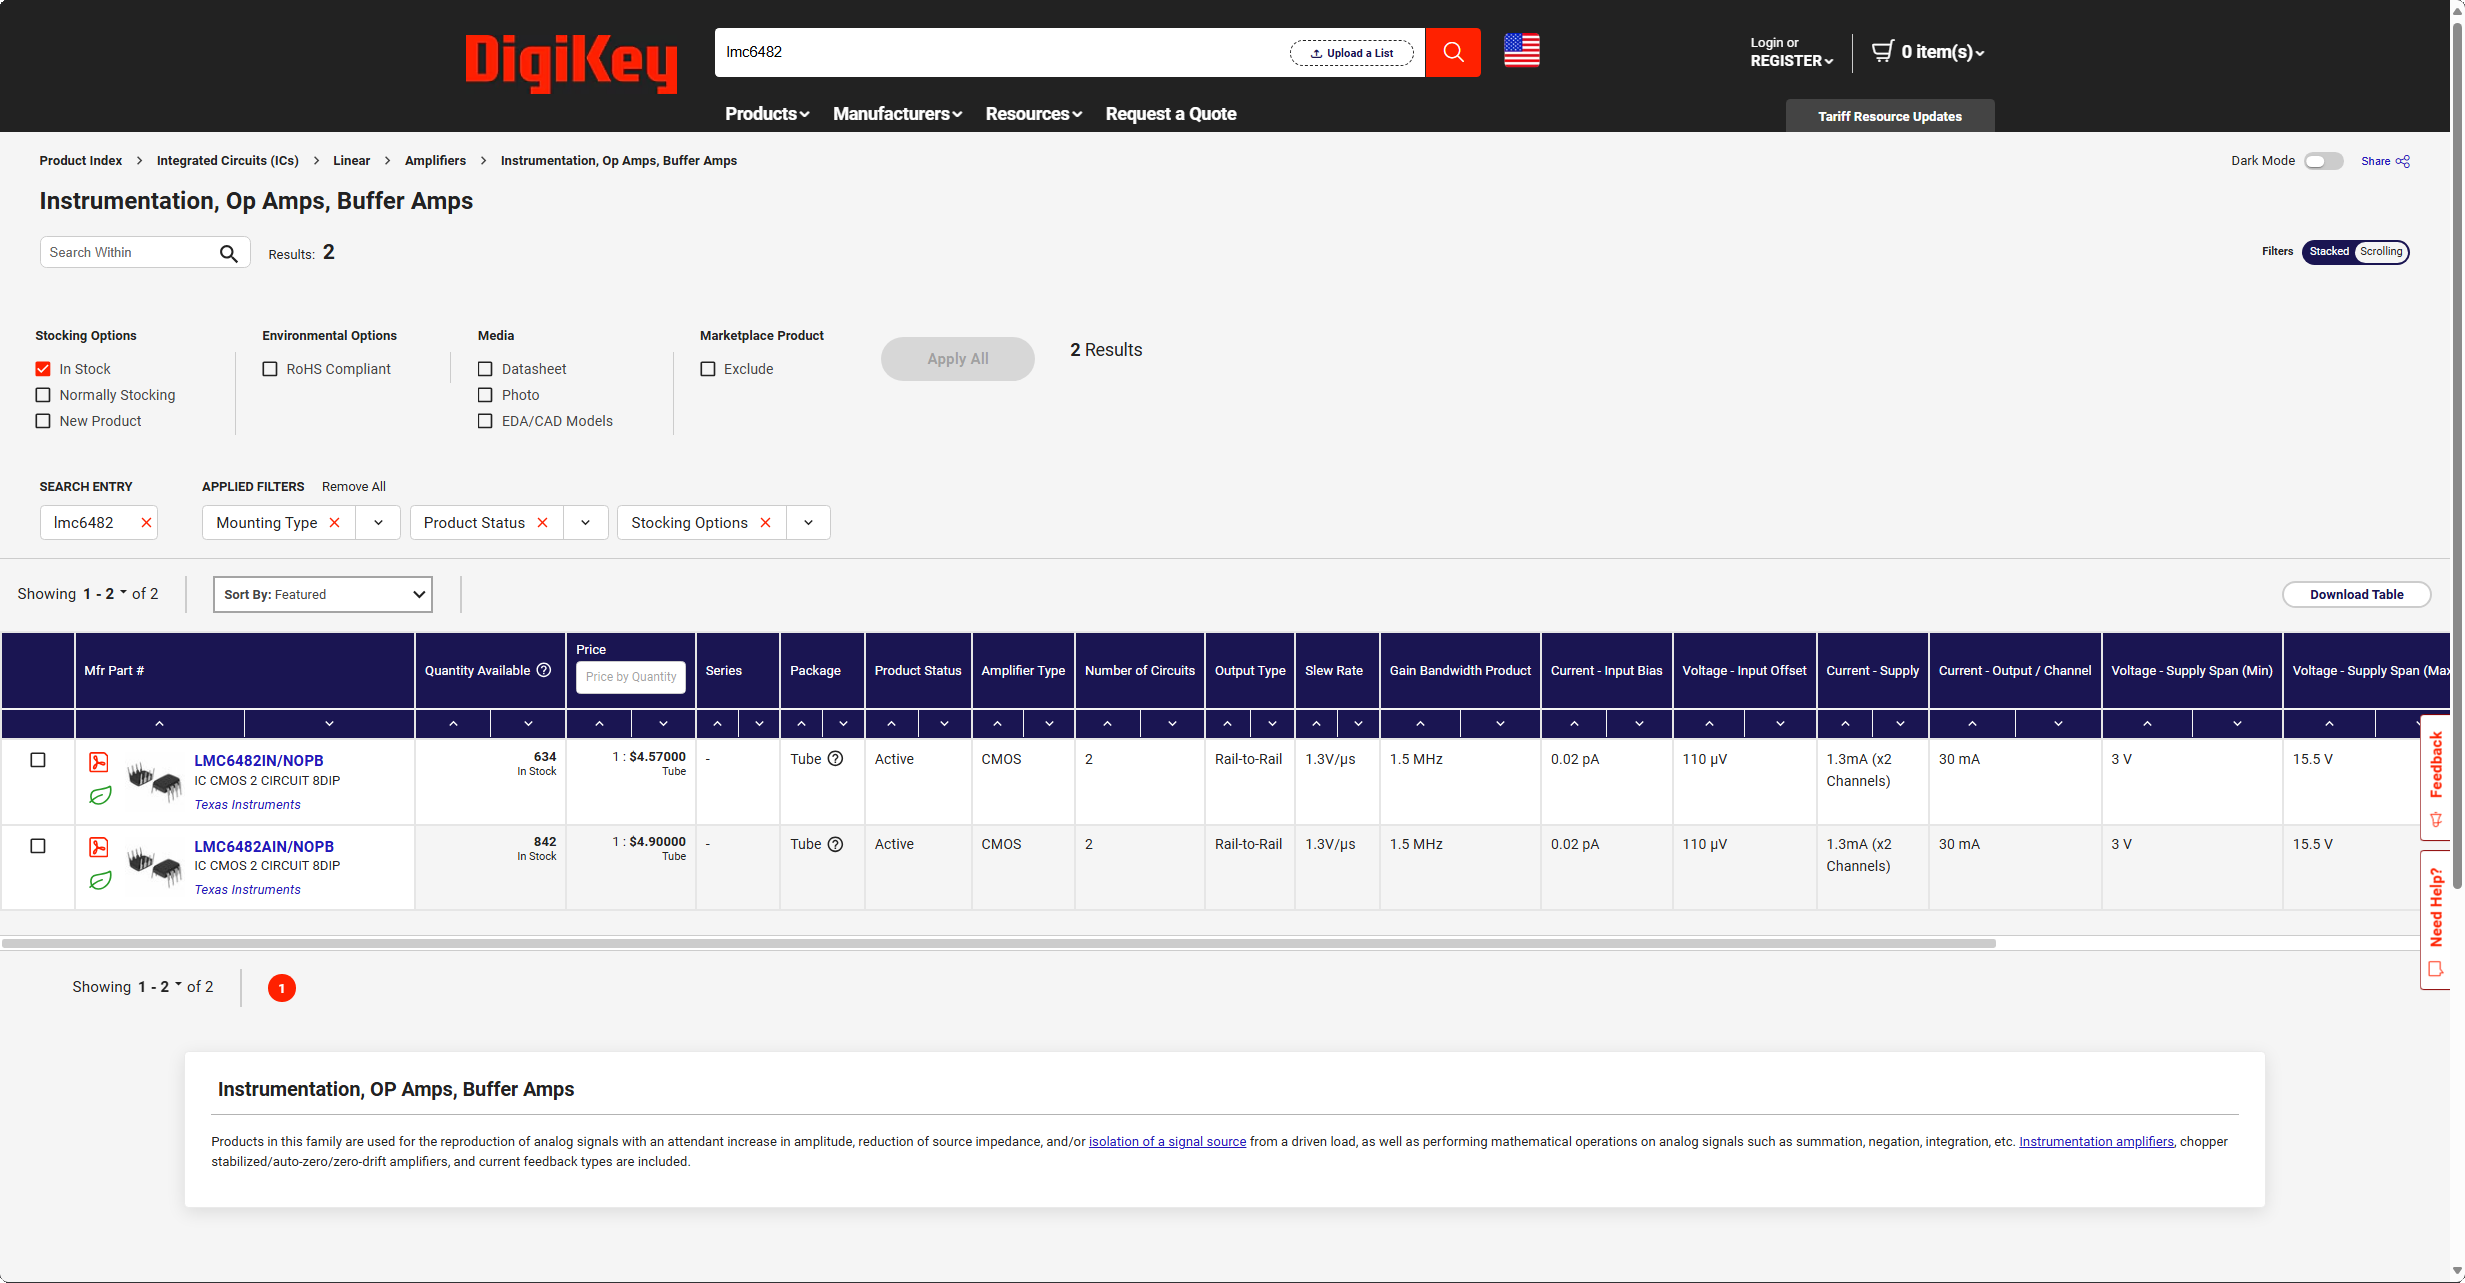 DigiKey
lmc6482
Upload a List
Login or
REGISTER
0 item(s)
Products
Manufacturers
Resources
Request a Quote
Tariff Resource Updates
Product Index > Integrated Circuits (ICs) > Linear > Amplifiers > Instrumentation, Op Amps, Buffer Amps
Dark Mode
Share
Instrumentation, Op Amps, Buffer Amps
Search Within
Results: 2
Filters
Stacked
Scrolling
Stocking Options
In Stock
Normally Stocking
New Product
Environmental Options
RoHS Compliant
Media
Datasheet
Photo
EDA/CAD Models
Marketplace Product
Exclude
Apply All
2 Results
SEARCH ENTRY
lmc6482
APPLIED FILTERS
Remove All
Mounting Type
Product Status
Stocking Options
Showing 1 - 2 of 2
Sort By: Featured
Download Table
Mfr Part #
Quantity Available
Price
Price by Quantity
Series
Package
Product Status
Amplifier Type
Number of Circuits
Output Type
Slew Rate
Gain Bandwidth Product
Current - Input Bias
Voltage - Input Offset
Current - Supply
Current - Output / Channel
Voltage - Supply Span (Min)
Voltage - Supply Span (Max
LMC6482IN/NOPB
IC CMOS 2 CIRCUIT 8DIP
Texas Instruments
634
In Stock
1 : $4.57000
Tube
-
Tube
Active
CMOS
2
Rail-to-Rail
1.3V/µs
1.5 MHz
0.02 pA
110 µV
1.3mA (x2
Channels)
30 mA
3 V
15.5 V
LMC6482AIN/NOPB
IC CMOS 2 CIRCUIT 8DIP
Texas Instruments
842
In Stock
1 : $4.90000
Tube
-
Tube
Active
CMOS
2
Rail-to-Rail
1.3V/µs
1.5 MHz
0.02 pA
110 µV
1.3mA (x2
Channels)
30 mA
3 V
15.5 V
Feedback
Need Help?
Showing 1 - 2 of 2
1
Instrumentation, OP Amps, Buffer Amps
Products in this family are used for the reproduction of analog signals with an attendant increase in amplitude, reduction of source impedance, and/or isolation of a signal source from a driven load, as well as performing mathematical operations on analog signals such as summation, negation, integration, etc. Instrumentation amplifiers, chopper
stabilized/auto-zero/zero-drift amplifiers, and current feedback types are included.